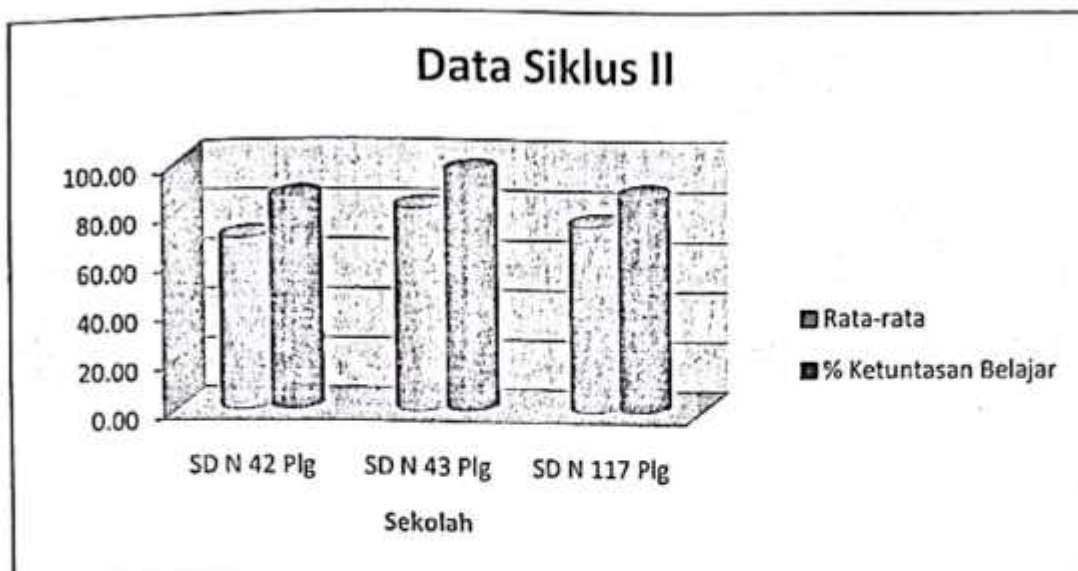 Data Siklus II
100.00
80.00
60.00
40.00
20.00
0.00
SD N 42 Plg
SD N 43 Plg
SD N 117 Plg
Sekolah
Rata-rata
% Ketuntasan Belajar